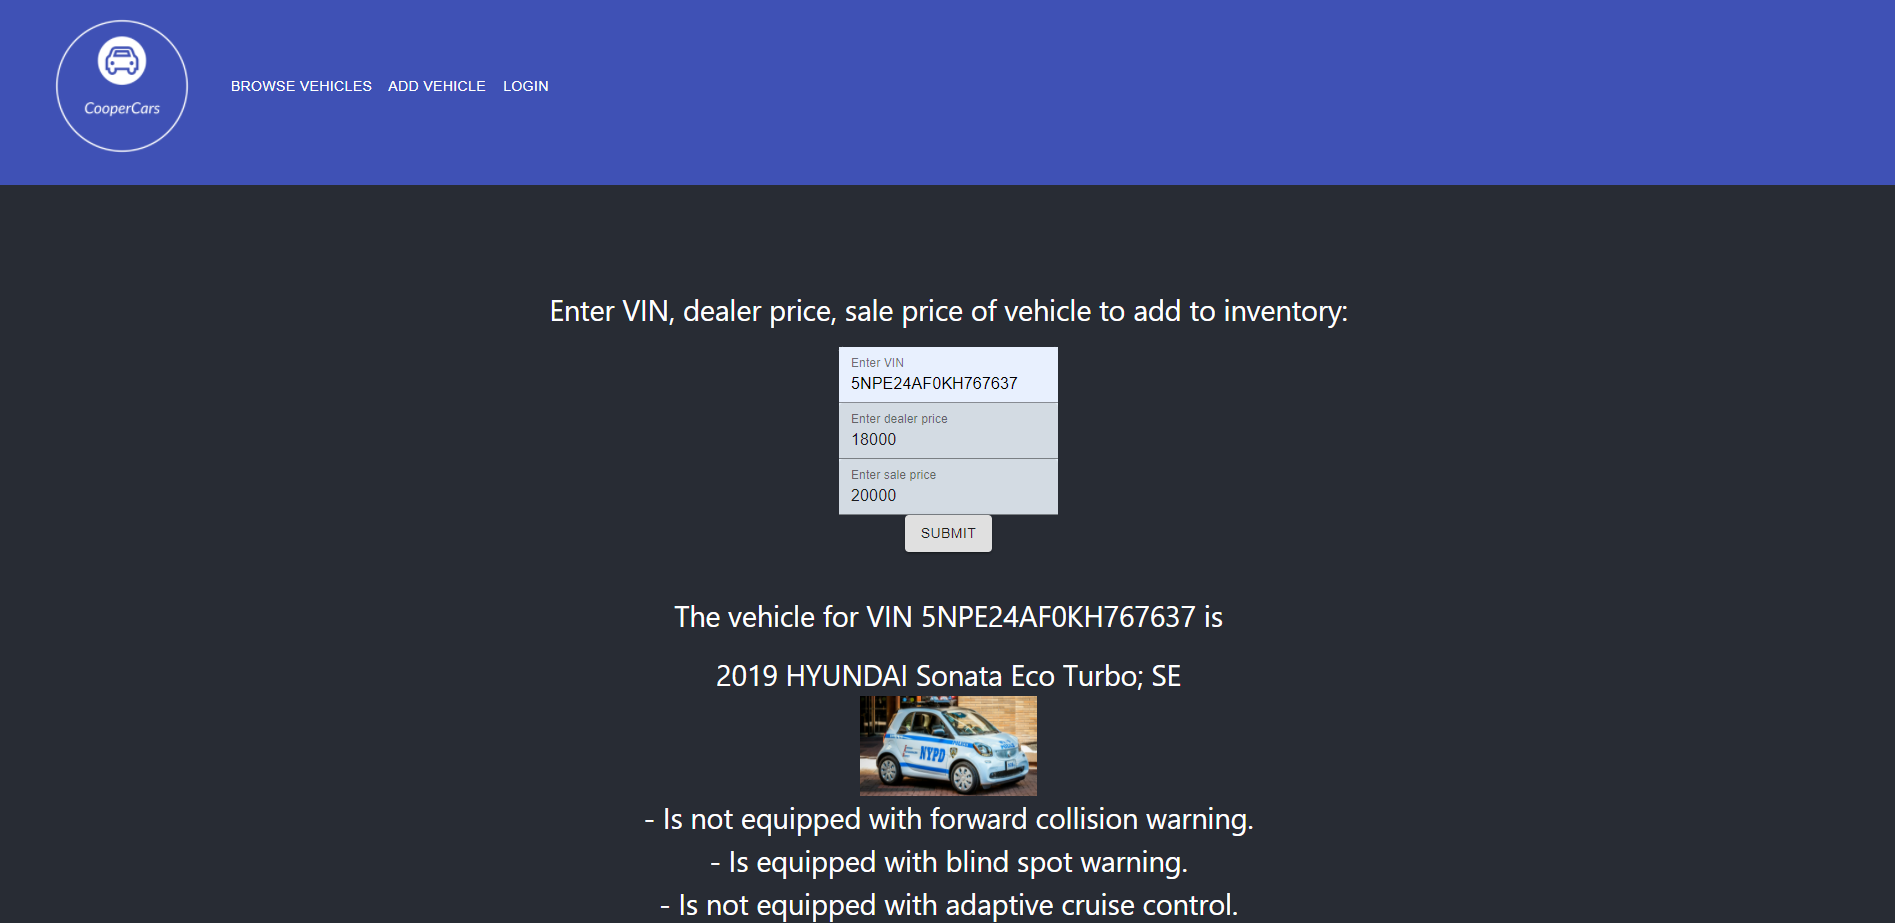 CooperCars
BROWSE VEHICLES ADD VEHICLE LOGIN
Enter VIN, dealer price, sale price of vehicle to add to inventory:
Enter VIN
5NPE24AF0KH767637
Enter dealer price
18000
Enter sale price
20000
SUBMIT
The vehicle for VIN 5NPE24AF0KH767637 is
2019 HYUNDAI Sonata Eco Turbo; SE
NYPD
POLICE
- Is not equipped with forward collision warning.
- Is equipped with blind spot warning.
- Is not equipped with adaptive cruise control.